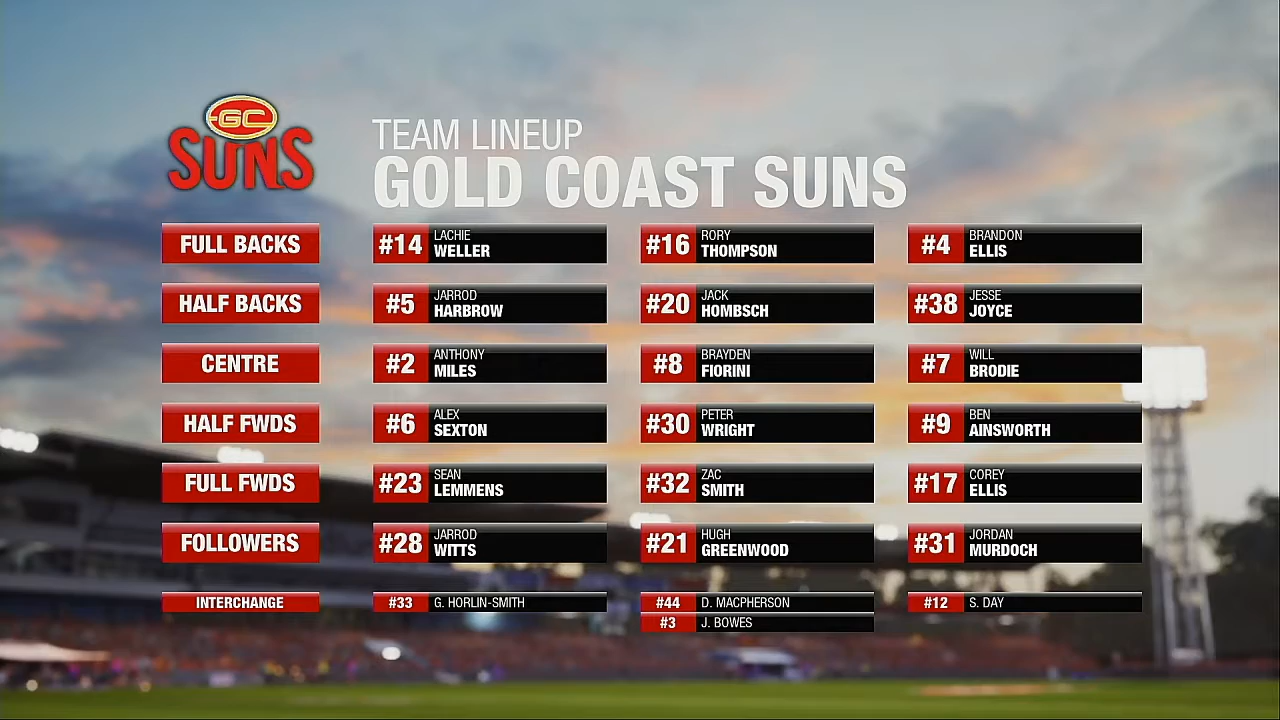 GC
SUNS
TEAM LINEUP
GOLD COAST SUNS
FULL BACKS
#14 LACHIE WELLER
#16 RORY THOMPSON
#4 BRANDON ELLIS
HALF BACKS
#5 JARROD HARBROW
#20 JACK HOMBSCH
#38 JESSE JOYCE
CENTRE
#2 ANTHONY MILES
#8 BRAYDEN FIORINI
#7 WILL BRODIE
HALF FWDS
#6 ALEX SEXTON
#30 PETER WRIGHT
#9 BEN AINSWORTH
FULL FWDS
#23 SEAN LEMMENS
#32 ZAC SMITH
#17 COREY ELLIS
FOLLOWERS
#28 JARROD WITTS
#21 HUGH GREENWOOD
#31 JORDAN MURDOCH
INTERCHANGE
#33 G. HORLIN-SMITH
#44 D. MACPHERSON
#12 S. DAY
#3 J. BOWES